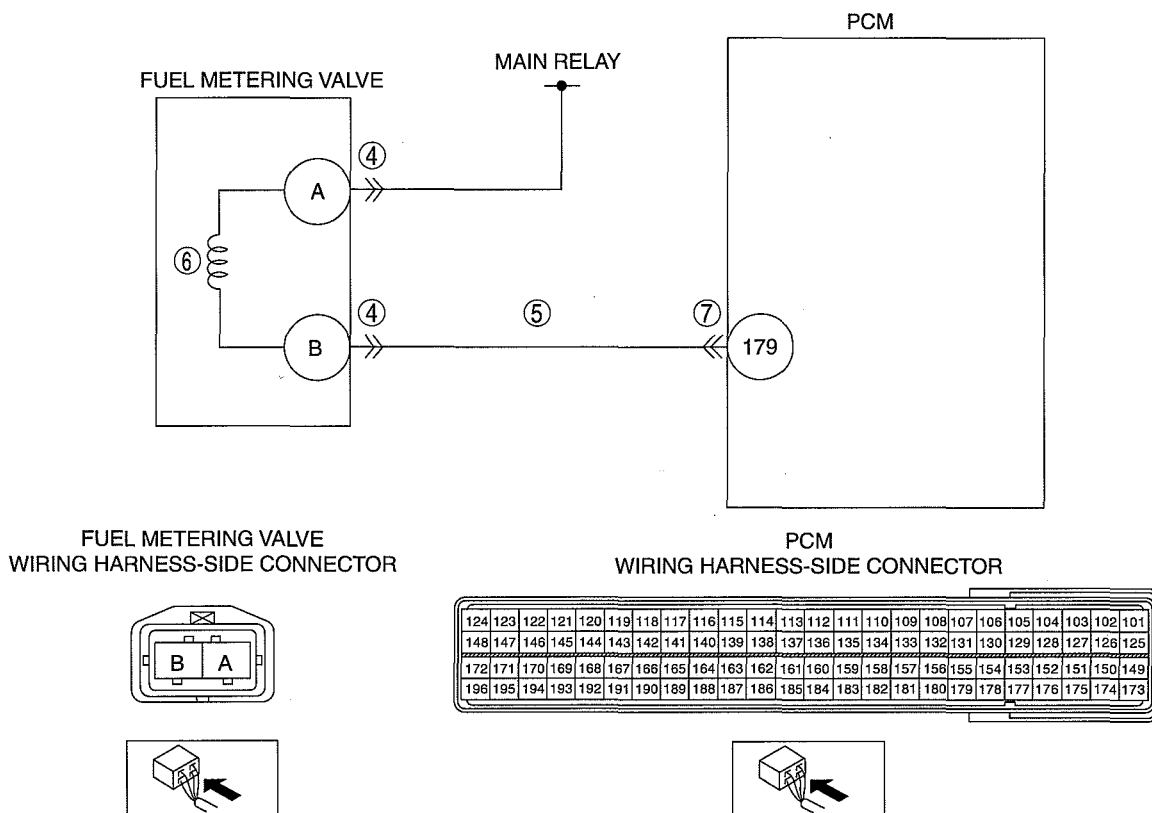 PCM
MAIN RELAY
FUEL METERING VALVE
④
A
⑥
④
⑤
⑦
B
179
FUEL METERING VALVE
WIRING HARNESS-SIDE CONNECTOR
PCM
WIRING HARNESS-SIDE CONNECTOR
B A
124 123 122 121 120 119 118 117 116 115 114 113 112 111 110 109 108 107 106 105 104 103 102 101
148 147 146 145 144 143 142 141 140 139 138 137 136 135 134 133 132 131 130 129 128 127 126 125
172 171 170 169 168 167 166 165 164 163 162 161 160 159 158 157 156 155 154 153 152 151 150 149
196 195 194 193 192 191 190 189 188 187 186 185 184 183 182 181 180 179 178 177 176 175 174 173